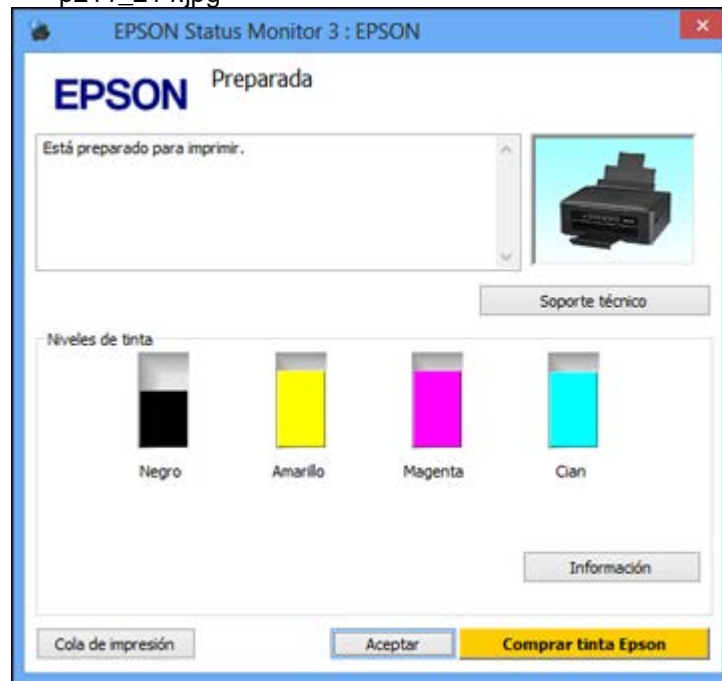 EPSON Status Monitor 3 : EPSON
EPSON
Preparada
Está preparado para imprimir.
Soporte técnico
Niveles de tinta
Negro
Amarillo
Magenta
Cian
Información
Cola de impresión
Aceptar
Comprar tinta Epson